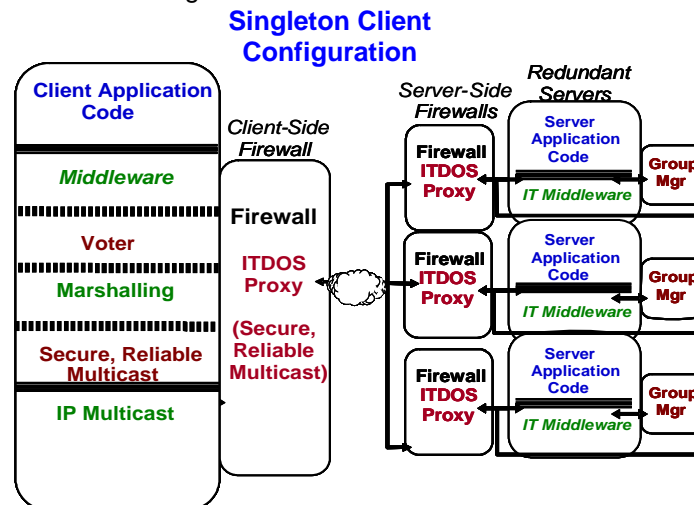 Singleton Client
Configuration
Client Application
Code
Middleware
Voter
Marshalling
Secure, Reliable
Multicast
IP Multicast
Client-Side
Firewall
Firewall
ITDOS
Proxy
(Secure,
Reliable
Multicast)
Server-Side
Firewalls
Redundant
Servers
Firewall
ITDOS
Proxy
Server
Application
Code
IT Middleware
Group
Mgr
Firewall
ITDOS
Proxy
Server
Application
Code
IT Middleware
Group
Mgr
Firewall
ITDOS
Proxy
Server
Application
Code
IT Middleware
Group
Mgr